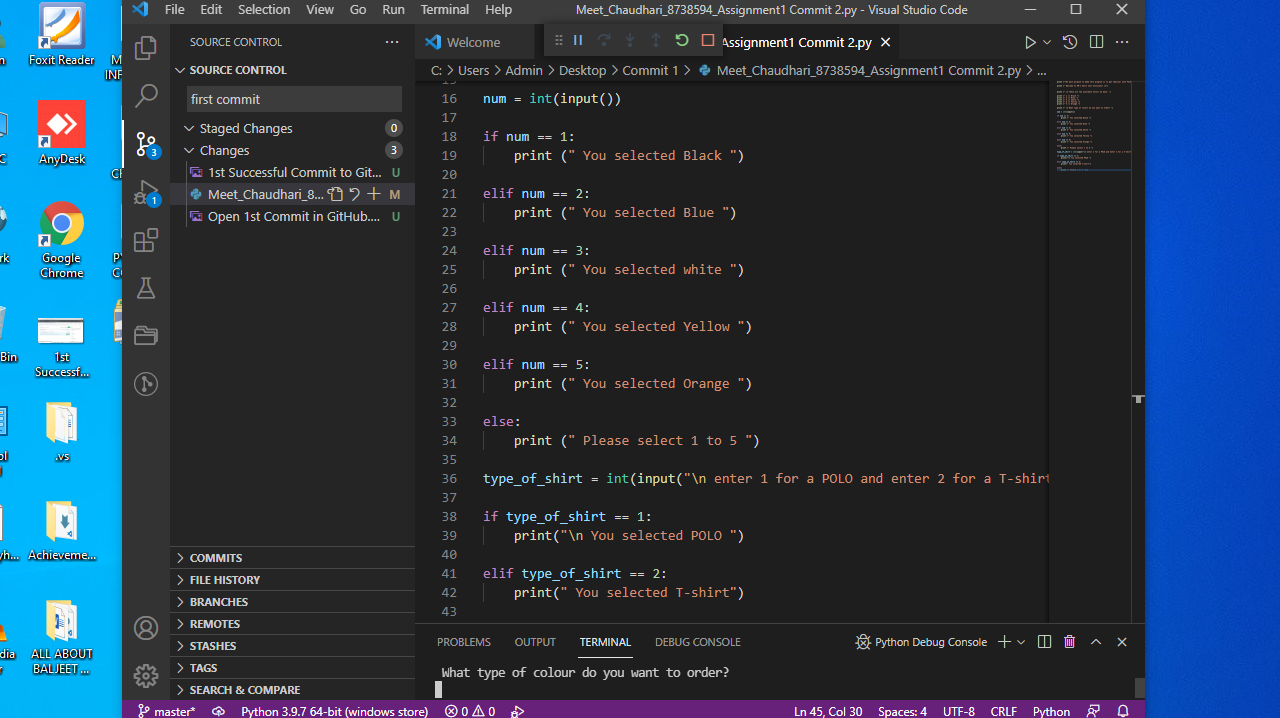 File Edit Selection View Go Run Terminal Help
Meet_Chaudhari_8738594_Assignment1 Commit 2.py - Visual Studio Code
Foxit Reader
AnyDesk
Google
Chrome
1st
Successf...
.vs
Achieveme...
ALL ABOUT
BALJEET ...
Bin
SOURCE CONTROL
SOURCE CONTROL
first commit
Staged Changes 0
Changes 3
1st Successful Commit to Git... U
Meet_Chaudhari_8... M
Open 1st Commit in GitHub.... U
3
1
COMMITS
FILE HISTORY
BRANCHES
REMOTES
STASHES
TAGS
SEARCH & COMPARE
Welcome
Assignment1 Commit 2.py
C: > Users > Admin > Desktop > Commit 1 > Meet_Chaudhari_8738594_Assignment1 Commit 2.py > ...
16 num = int(input())
17
18 if num == 1:
19 print (" You selected Black ")
20
21 elif num == 2:
22 print (" You selected Blue ")
23
24 elif num == 3:
25 print (" You selected white ")
26
27 elif num == 4:
28 print (" You selected Yellow ")
29
30 elif num == 5:
31 print (" You selected Orange ")
32
33 else:
34 print (" Please select 1 to 5 ")
35
36 type_of_shirt = int(input("\n enter 1 for a POLO and enter 2 for a T-shirt
37
38 if type_of_shirt == 1:
39 print("\n You selected POLO ")
40
41 elif type_of_shirt == 2:
42 print(" You selected T-shirt")
43
PROBLEMS OUTPUT TERMINAL DEBUG CONSOLE
Python Debug Console
What type of colour do you want to order?
master* Python 3.9.7 64-bit (windows store) 0 0
Ln 45, Col 30 Spaces: 4 UTF-8 CRLF Python